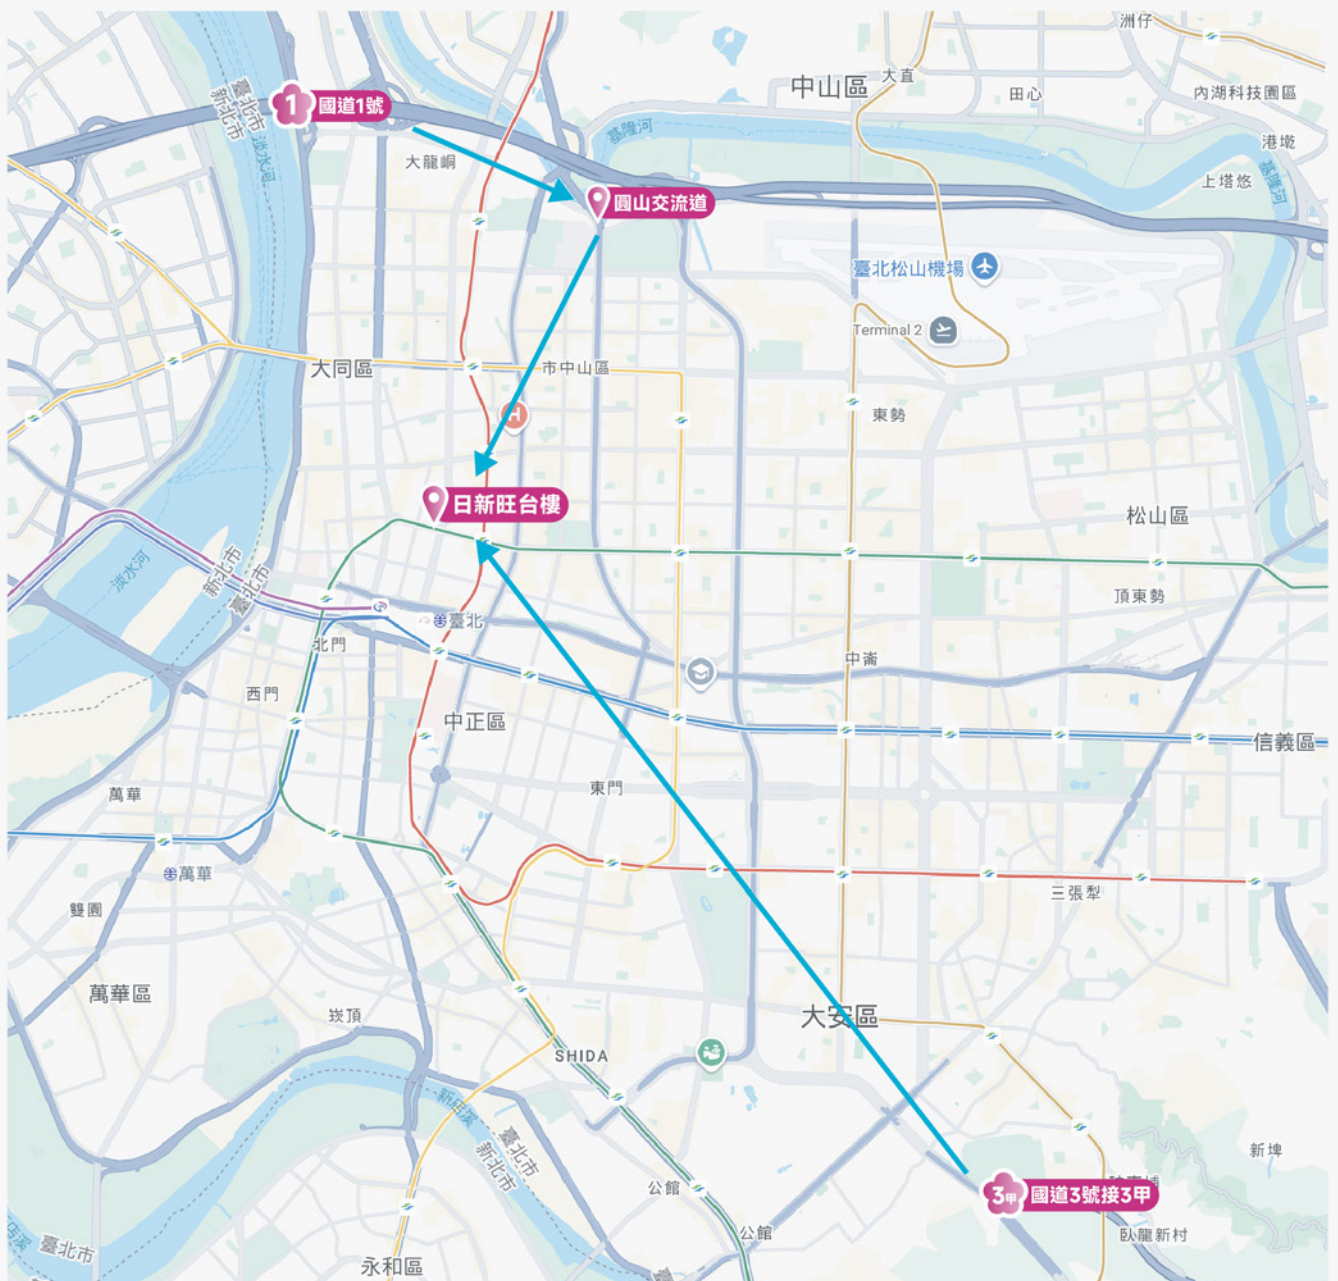 洲仔
大直
中山區
田心
內湖科技園區
1 國道1號
臺北市
新北市
淡水河
基隆河
港墘
大龍峒
上塔悠
基隆河
圓山交流道
臺北松山機場
Terminal 2
大同區
市中山區
H
東勢
日新旺台樓
松山區
淡水河
新北市
臺北市
頂東勢
臺北
北門
中崙
西門
中正區
信義區
東門
萬華
萬華
三張犁
雙園
萬華區
崁頂
大安區
SHIDA
新店溪
臺北市
新北市
新埤
公館
3甲 國道3號接3甲
公館
臥龍新村
臺北市
永和區